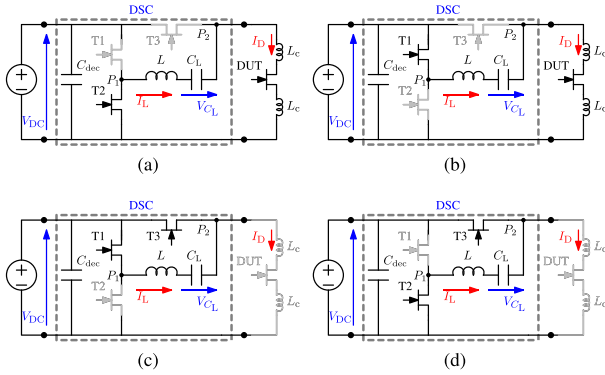 DSC
DSC
T1
T3
P2
ID
Lc
T1
T3
P2
ID
Lc
Cdec
L
CL
DUT
Cdec
L
CL
DUT
P1
P1
T2
T2
VDC
IL
VCL
Lc
VDC
IL
VCL
Lc
(a)
(b)
DSC
DSC
T1
T3
P2
ID
Lc
T1
T3
P2
ID
Lc
Cdec
L
CL
DUT
Cdec
L
CL
DUT
P1
P1
T2
T2
VDC
IL
VCL
Lc
VDC
IL
VCL
Lc
(c)
(d)